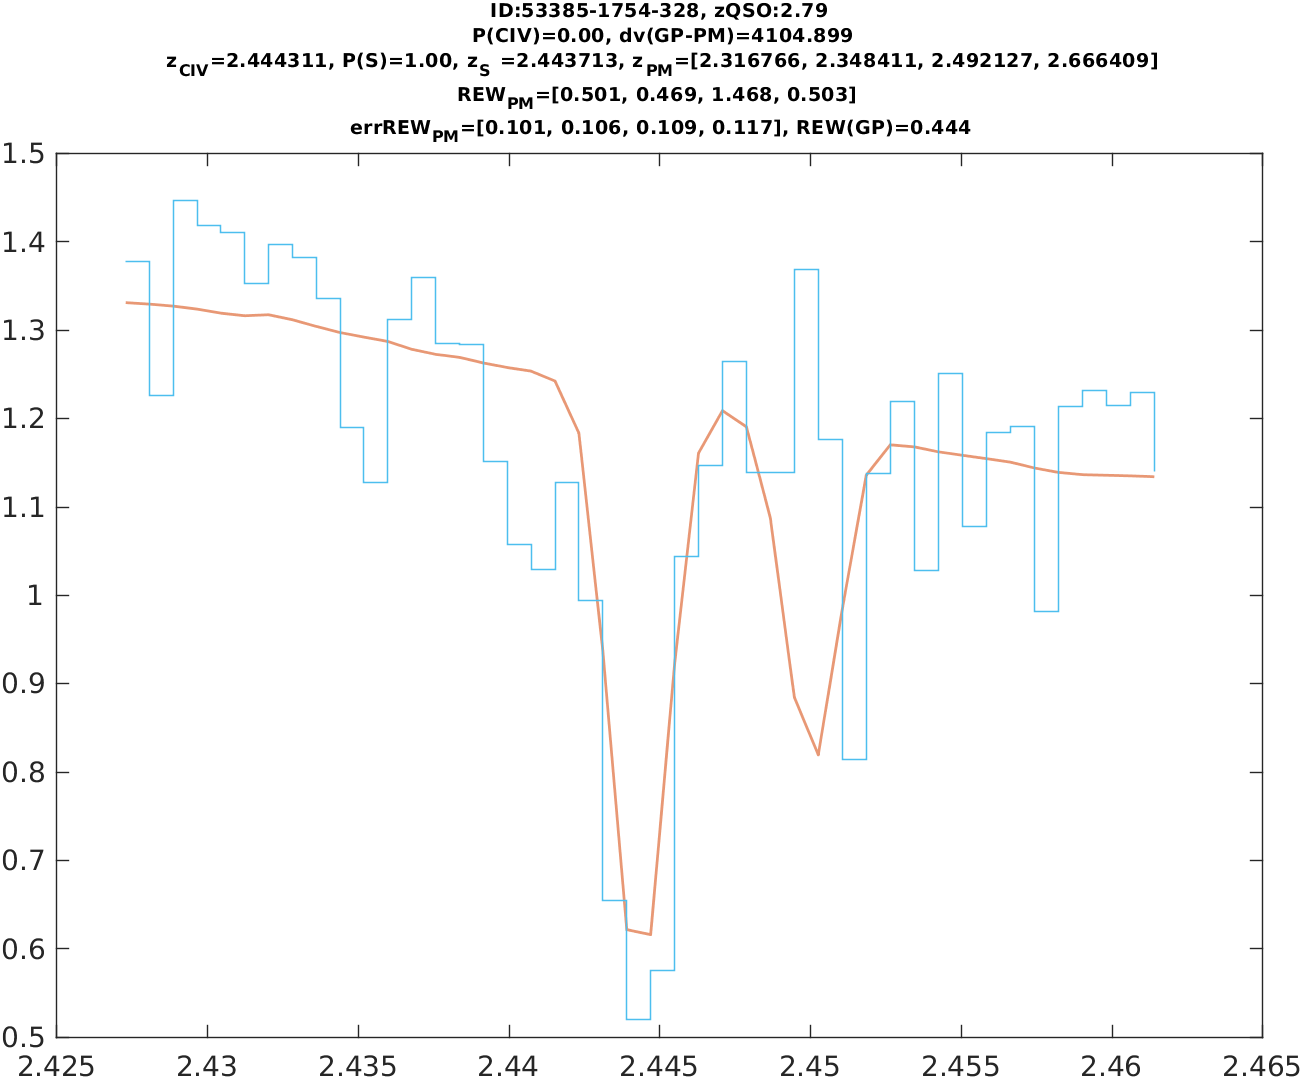 ID:53385-1754-328, zQSO:2.79
P(CIV)=0.00, dv(GP-PM)=4104.899
zCIV=2.444311, P(S)=1.00, zS =2.443713, zPM=[2.316766, 2.348411, 2.492127, 2.666409]
REWPM=[0.501, 0.469, 1.468, 0.503]
errREWPM=[0.101, 0.106, 0.109, 0.117], REW(GP)=0.444
1.5
1.4
1.3
1.2
1.1
1
0.9
0.8
0.7
0.6
0.5
2.425 2.43 2.435 2.44 2.445 2.45 2.455 2.46 2.465